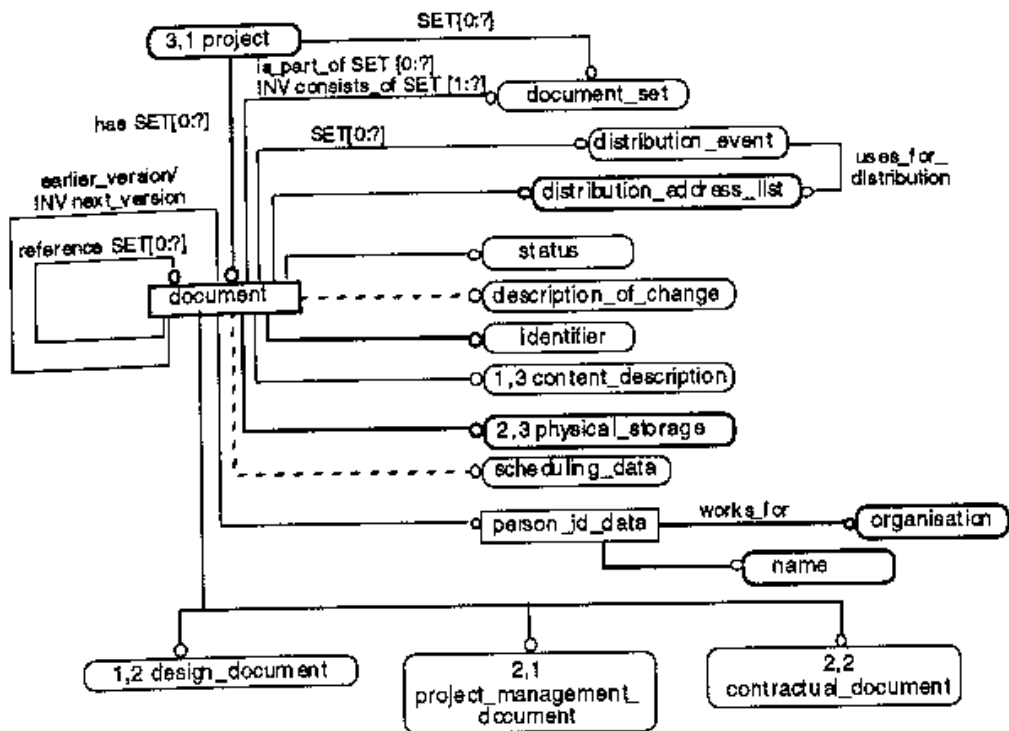 SET[0:?]
3,1 project
is_part_of SET [0:?]
INV consists_of SET [1:?]
document_set
has SET[0:?]
SET[0:?]
distribution_event
uses_for_
distribution
earlier_version/
INV next_version
distribution_address_list
reference SET[0:?]
status
document
description_of_change
identifier
1,3 content_description
2,3 physical_storage
scheduling_data
person_id_data
works_for
organisation
name
1,2 design_document
2,1
project_management_
document
2,2
contractual_document